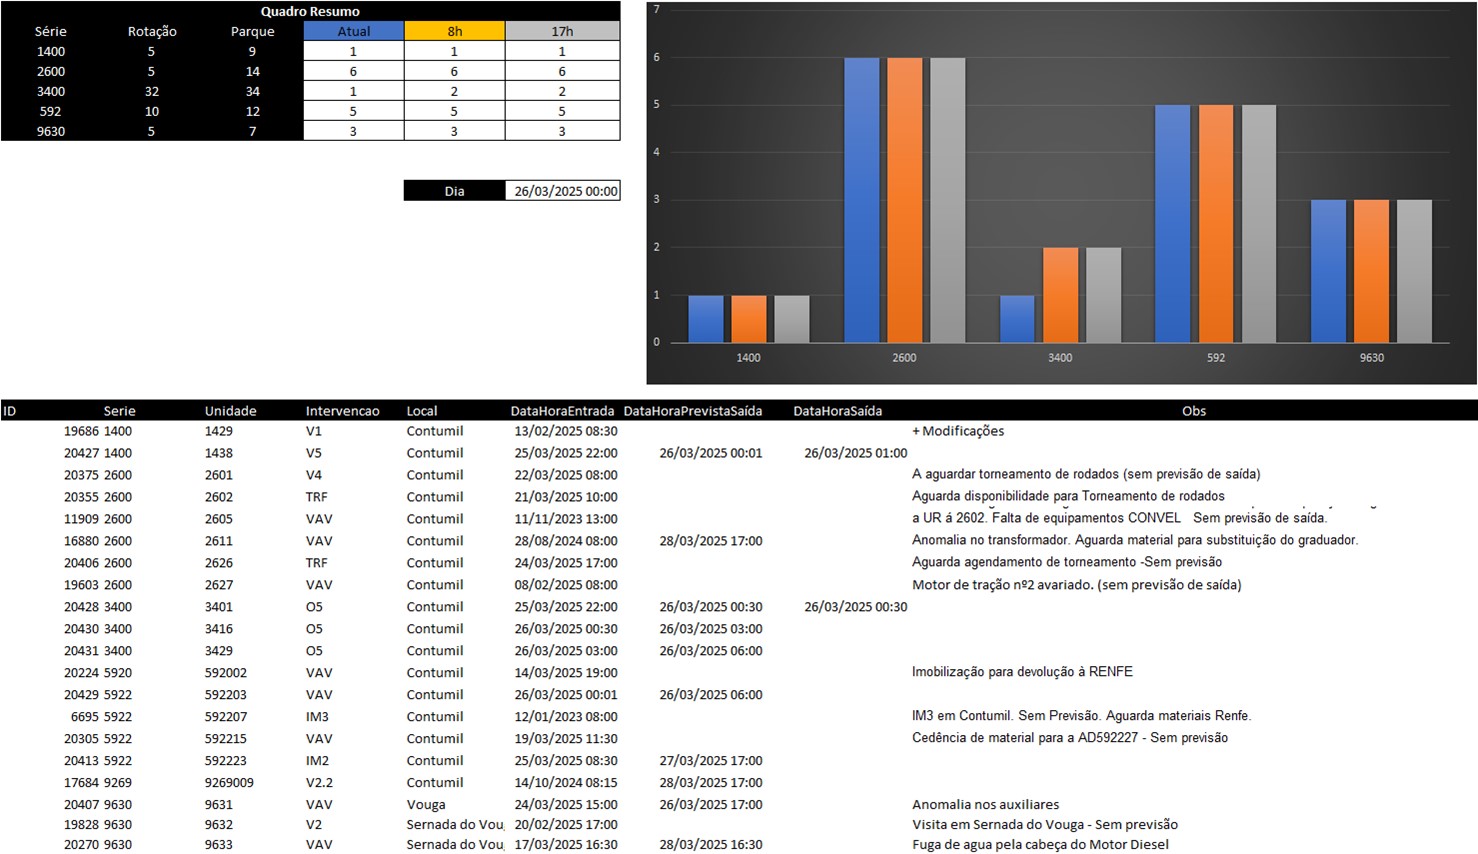 Quadro Resumo
Série Rotação Parque Atual 8h 17h
1400 5 9 1 1 1
2600 5 14 6 6 6
3400 32 34 1 2 2
592 10 12 5 5 5
9630 5 7 3 3 3
Dia 26/03/2025 00:00
7
6
5
4
3
2
1
0
1400 2600 3400 592 9630
ID Serie Unidade Intervencao Local DataHoraEntrada DataHoraPrevistaSaída DataHoraSaída Obs
19686 1400 1429 V1 Contumil 13/02/2025 08:30 + Modificações
20427 1400 1438 V5 Contumil 25/03/2025 22:00 26/03/2025 00:01 26/03/2025 01:00
20375 2600 2601 V4 Contumil 22/03/2025 08:00 A aguardar torneamento de rodados (sem previsão de saída)
20355 2600 2602 TRF Contumil 21/03/2025 10:00 Aguarda disponibilidade para Torneamento de rodados
11909 2600 2605 VAV Contumil 11/11/2023 13:00 a UR á 2602. Falta de equipamentos CONVEL Sem previsão de saída.
16880 2600 2611 VAV Contumil 28/08/2024 08:00 28/03/2025 17:00 Anomalia no transformador. Aguarda material para substituição do graduador.
20406 2600 2626 TRF Contumil 24/03/2025 17:00 Aguarda agendamento de torneamento -Sem previsão
19603 2600 2627 VAV Contumil 08/02/2025 08:00 Motor de tração nº2 avariado. (sem previsão de saída)
20428 3400 3401 O5 Contumil 25/03/2025 22:00 26/03/2025 00:30 26/03/2025 00:30
20430 3400 3416 O5 Contumil 26/03/2025 00:30 26/03/2025 03:00
20431 3400 3429 O5 Contumil 26/03/2025 03:00 26/03/2025 06:00
20224 5920 592002 VAV Contumil 14/03/2025 19:00 Imobilização para devolução à RENFE
20429 5922 592203 VAV Contumil 26/03/2025 00:01 26/03/2025 06:00
6695 5922 592207 IM3 Contumil 12/01/2023 08:00 IM3 em Contumil. Sem Previsão. Aguarda materiais Renfe.
20305 5922 592215 VAV Contumil 19/03/2025 11:30 Cedência de material para a AD592227 - Sem previsão
20413 5922 592223 IM2 Contumil 25/03/2025 08:30 27/03/2025 17:00
17684 9269 9269009 V2.2 Contumil 14/10/2024 08:15 28/03/2025 17:00
20407 9630 9631 VAV Vouga 24/03/2025 15:00 26/03/2025 17:00 Anomalia nos auxiliares
19828 9630 9632 V2 Sernada do Vou 20/02/2025 17:00 Visita em Sernada do Vouga - Sem previsão
20270 9630 9633 VAV Sernada do Vou 17/03/2025 16:30 28/03/2025 16:30 Fuga de agua pela cabeça do Motor Diesel